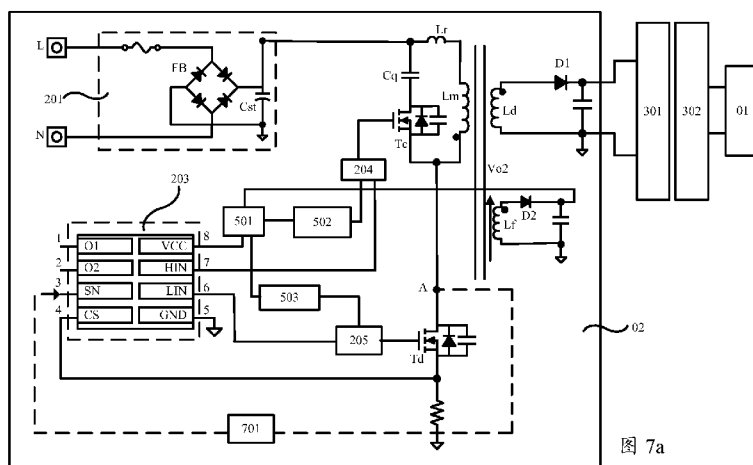 L
N
FB
Cst
201
Lr
Cq
Lm
Tc
204
Ld
D1
301
302
01
Vo2
203
501
502
D2
Lf
1
O1
VCC
8
2
O2
HIN
7
3
SN
LIN
6
4
CS
GND
5
503
205
A
Td
02
701
图 7a